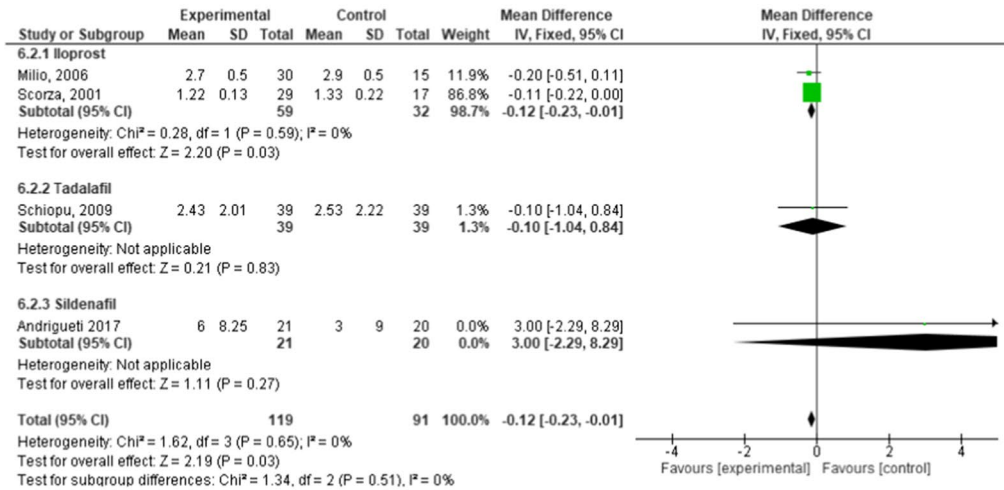 Experimental Control Mean Difference Mean Difference
Study or Subgroup Mean SD Total Mean SD Total Weight IV, Fixed, 95% CI IV, Fixed, 95% CI
6.2.1 Iloprost
Milio, 2006 2.7 0.5 30 2.9 0.5 15 11.9% -0.20 [-0.51, 0.11]
Scorza, 2001 1.22 0.13 29 1.33 0.22 17 86.8% -0.11 [-0.22, 0.00]
Subtotal (95% CI) 59 32 98.7% -0.12 [-0.23, -0.01]
Heterogeneity: Chi² = 0.28, df = 1 (P = 0.59); I² = 0%
Test for overall effect: Z = 2.20 (P = 0.03)
6.2.2 Tadalafil
Schiopu, 2009 2.43 2.01 39 2.53 2.22 39 1.3% -0.10 [-1.04, 0.84]
Subtotal (95% CI) 39 39 1.3% -0.10 [-1.04, 0.84]
Heterogeneity: Not applicable
Test for overall effect: Z = 0.21 (P = 0.83)
6.2.3 Sildenafil
Andrigueti 2017 6 8.25 21 3 9 20 0.0% 3.00 [-2.29, 8.29]
Subtotal (95% CI) 21 20 0.0% 3.00 [-2.29, 8.29]
Heterogeneity: Not applicable
Test for overall effect: Z = 1.11 (P = 0.27)
Total (95% CI) 119 91 100.0% -0.12 [-0.23, -0.01]
Heterogeneity: Chi² = 1.62, df = 3 (P = 0.65); I² = 0%
Test for overall effect: Z = 2.19 (P = 0.03)
Test for subgroup differences: Chi² = 1.34, df = 2 (P = 0.51), I² = 0%
-4 -2 0 2 4
Favours [experimental] Favours [control]